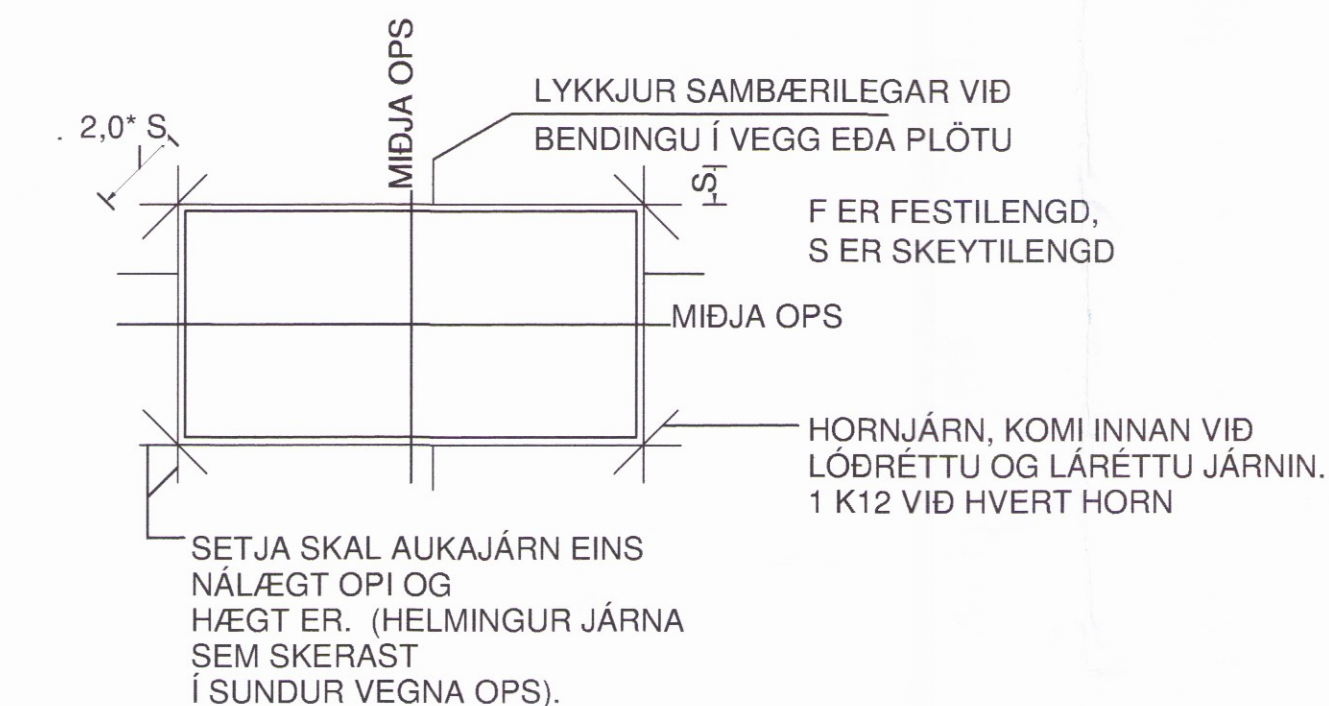 MIÐJA OPS
LYKKJUR SAMBÆRILEGAR VIÐ
BENDINGU Í VEGG EÐA PLÖTU
2,0* S
S
F ER FESTILENGD,
S ER SKEYTILENGD
MIÐJA OPS
HORNJÁRN, KOMI INNAN VIÐ
LÓÐRÉTTU OG LÁRÉTTU JÁRNIN.
1 K12 VIÐ HVERT HORN
SETJA SKAL AUKAJÁRN EINS
NÁLÆGT OPI OG
HÆGT ER. (HELMINGUR JÁRNA
SEM SKERAST
Í SUNDUR VEGNA OPS).